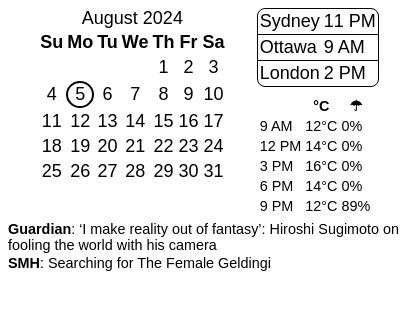 August 2024
Su Mo Tu We Th Fr Sa
1 2 3
4 5 6 7 8 9 10
11 12 13 14 15 16 17
18 19 20 21 22 23 24
25 26 27 28 29 30 31
Sydney 11 PM
Ottawa 9 AM
London 2 PM
°C ☂
9 AM 12°C 0%
12 PM 14°C 0%
3 PM 16°C 0%
6 PM 14°C 0%
9 PM 12°C 89%
Guardian: ‘I make reality out of fantasy’: Hiroshi Sugimoto on
fooling the world with his camera
SMH: Searching for The Female Geldingi